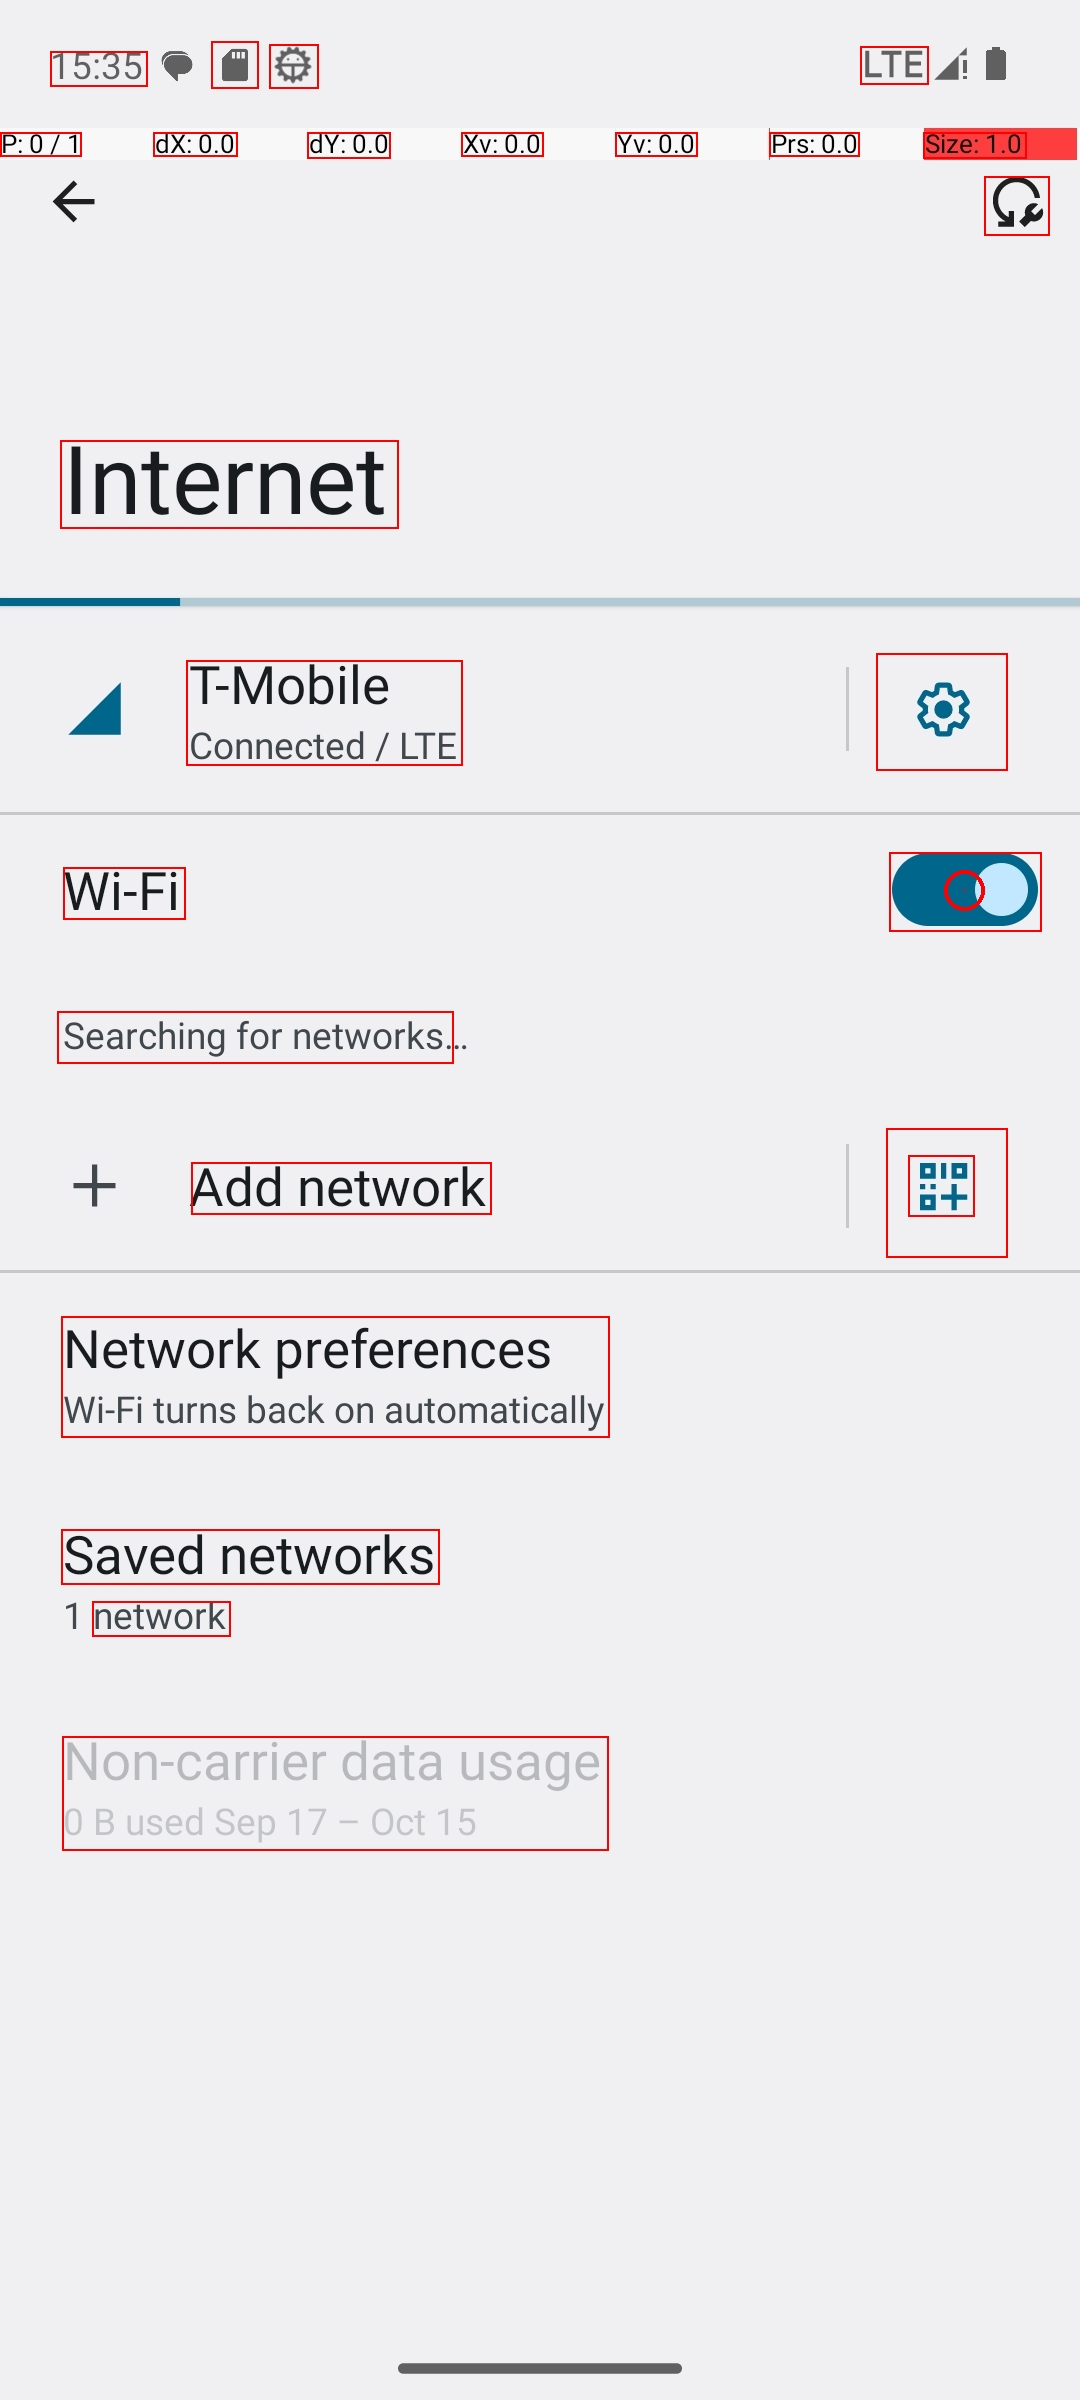 15:35
LTE
P: 0 / 1
dX: 0.0
dY: 0.0
Xv: 0.0
Yv: 0.0
Prs: 0.0
Size: 1.0
Internet
T-Mobile
Connected / LTE
Wi-Fi
Searching for networks…
Add network
Network preferences
Wi-Fi turns back on automatically
Saved networks
1 network
Non-carrier data usage
0 B used Sep 17 – Oct 15